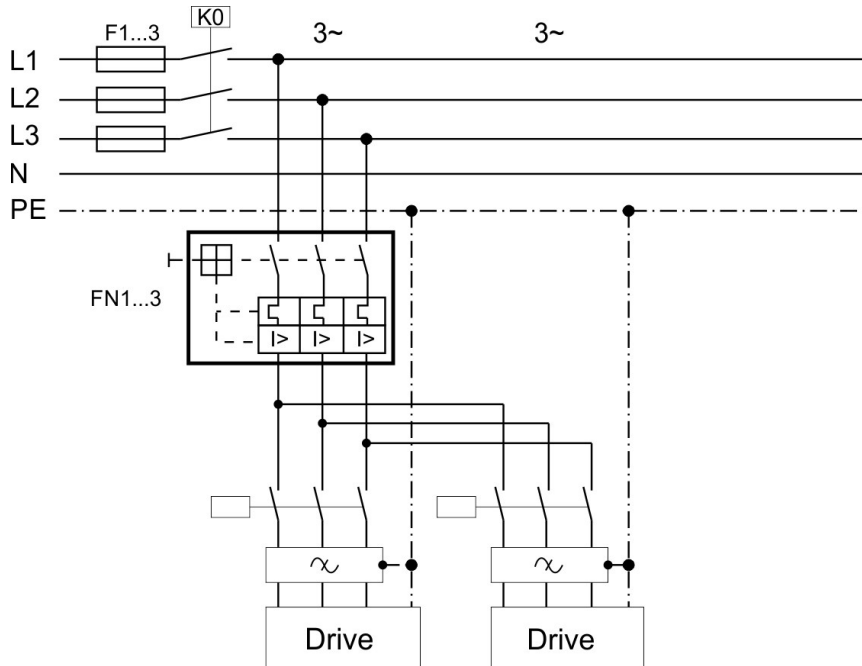 K0
F1...3
3~ 3~
L1
L2
L3
N
PE
FN1...3
I> I> I>
Drive Drive